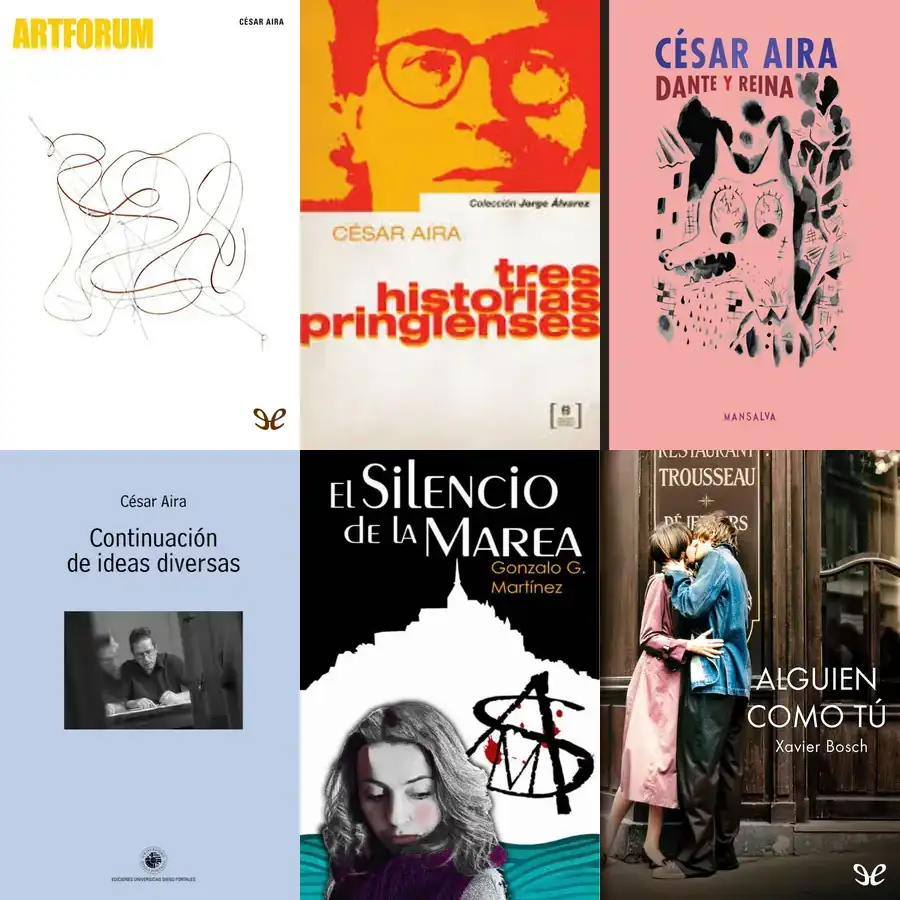 ARTFORUM
CÉSAR AIRA
Colección Jorge Álvarez
CÉSAR AIRA
tres
historias
pringlenses
CÉSAR AIRA
DANTE Y REINA
MANSALVA
César Aira
Continuación
de ideas diversas
EDICIONES UNIVERSIDAD DIEGO PORTALES
EL SILENCIO
DE LA MAREA
Gonzalo G.
Martínez
RESTAURANT
TROUSSEAU
ALGUIEN
COMO TÚ
Xavier Bosch